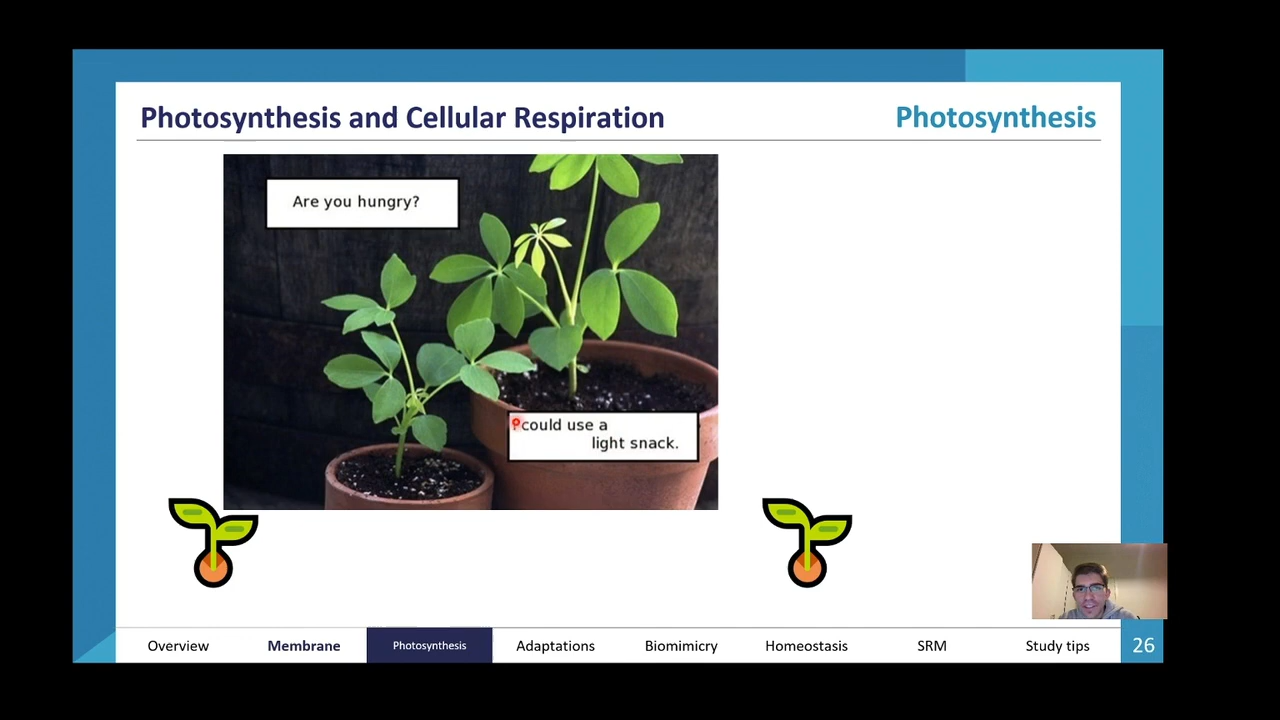 Photosynthesis and Cellular Respiration
Photosynthesis
Are you hungry?
I could use a
light snack.
Overview
Membrane
Photosynthesis
Adaptations
Biomimicry
Homeostasis
SRM
Study tips
26